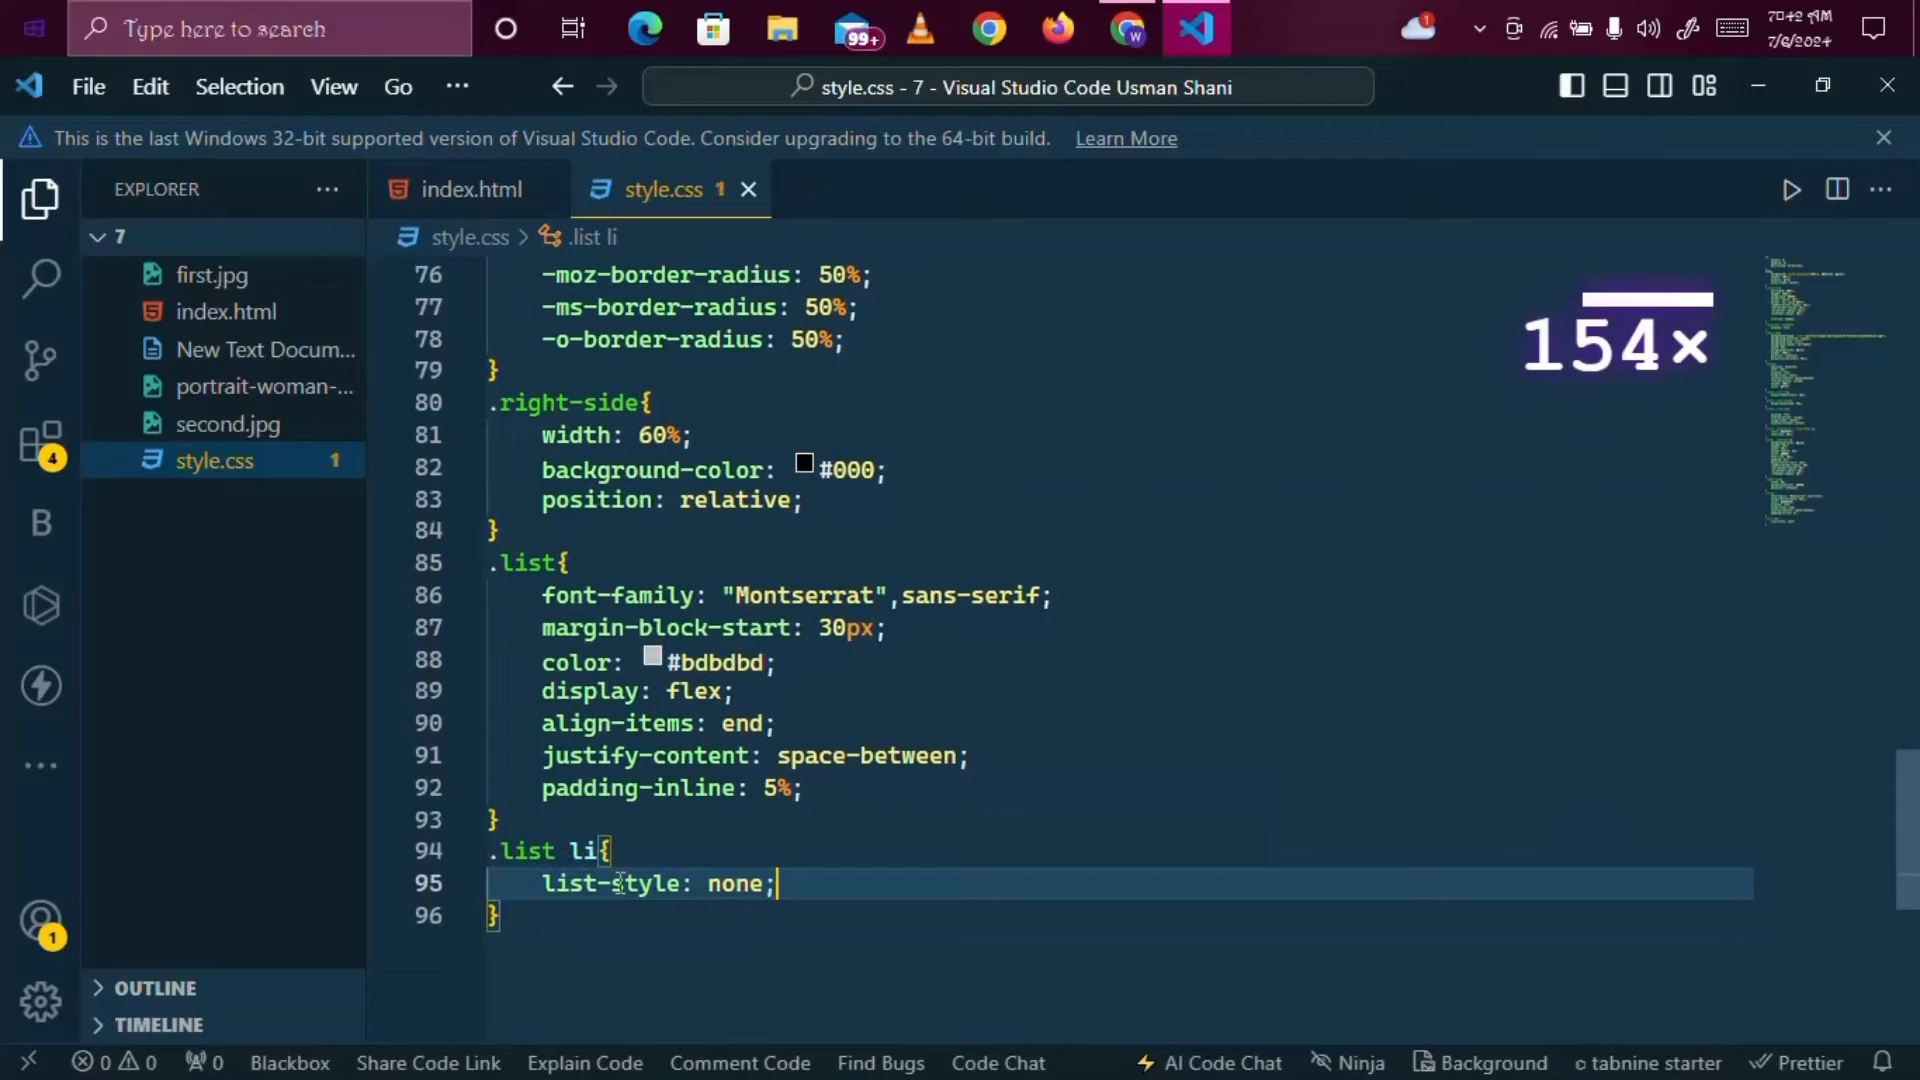 Type here to search
99+
W
1
7:42 AM
7/6/2024
File Edit Selection View Go ···
style.css - 7 - Visual Studio Code Usman Shani
This is the last Windows 32-bit supported version of Visual Studio Code. Consider upgrading to the 64-bit build. Learn More
EXPLORER ···
index.html
style.css 1
7
first.jpg
index.html
New Text Docum...
portrait-woman-...
second.jpg
style.css 1
4
B
1
OUTLINE
TIMELINE
style.css > .list li
76 -moz-border-radius: 50%;
77 -ms-border-radius: 50%;
78 -o-border-radius: 50%;
79 }
80 .right-side{
81 width: 60%;
82 background-color: #000;
83 position: relative;
84 }
85 .list{
86 font-family: "Montserrat",sans-serif;
87 margin-block-start: 30px;
88 color: #bdbdbd;
89 display: flex;
90 align-items: end;
91 justify-content: space-between;
92 padding-inline: 5%;
93 }
94 .list li{
95 list-style: none;
96 }
154×
0 0 0 Blackbox Share Code Link Explain Code Comment Code Find Bugs Code Chat AI Code Chat Ninja Background tabnine starter Prettier